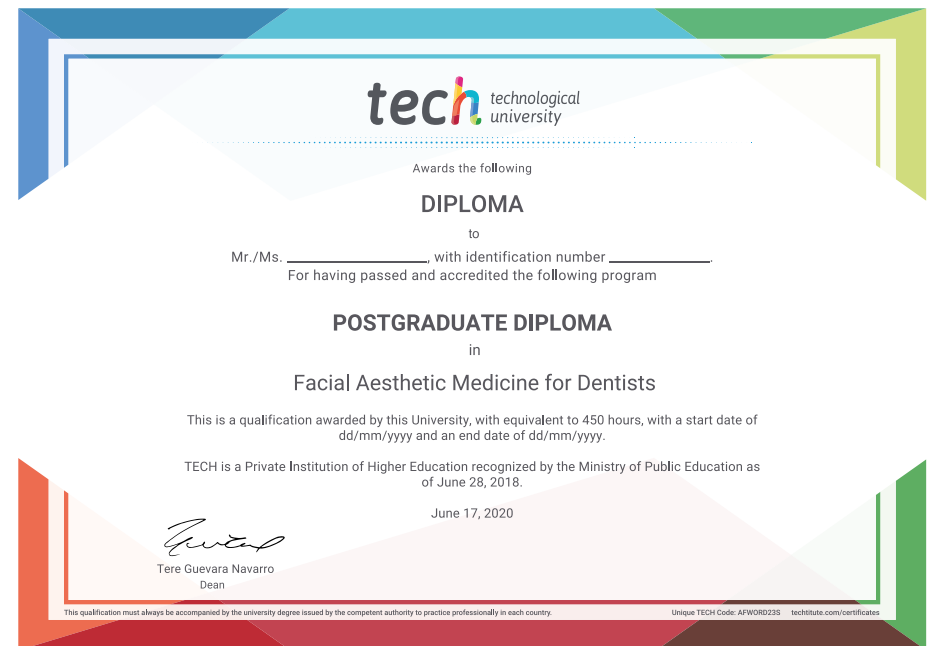 tech technological
university
Awards the following
DIPLOMA
to
Mr./Ms. ____________________, with identification number ______________.
For having passed and accredited the following program
POSTGRADUATE DIPLOMA
in
Facial Aesthetic Medicine for Dentists
This is a qualification awarded by this University, with equivalent to 450 hours, with a start date of
dd/mm/yyyy and an end date of dd/mm/yyyy.
TECH is a Private Institution of Higher Education recognized by the Ministry of Public Education as
of June 28, 2018.
June 17, 2020
Tere Guevara Navarro
Dean
This qualification must always be accompanied by the university degree issued by the competent authority to practice professionally in each country.
Unique TECH Code: AFWORD23S techtitute.com/certificates